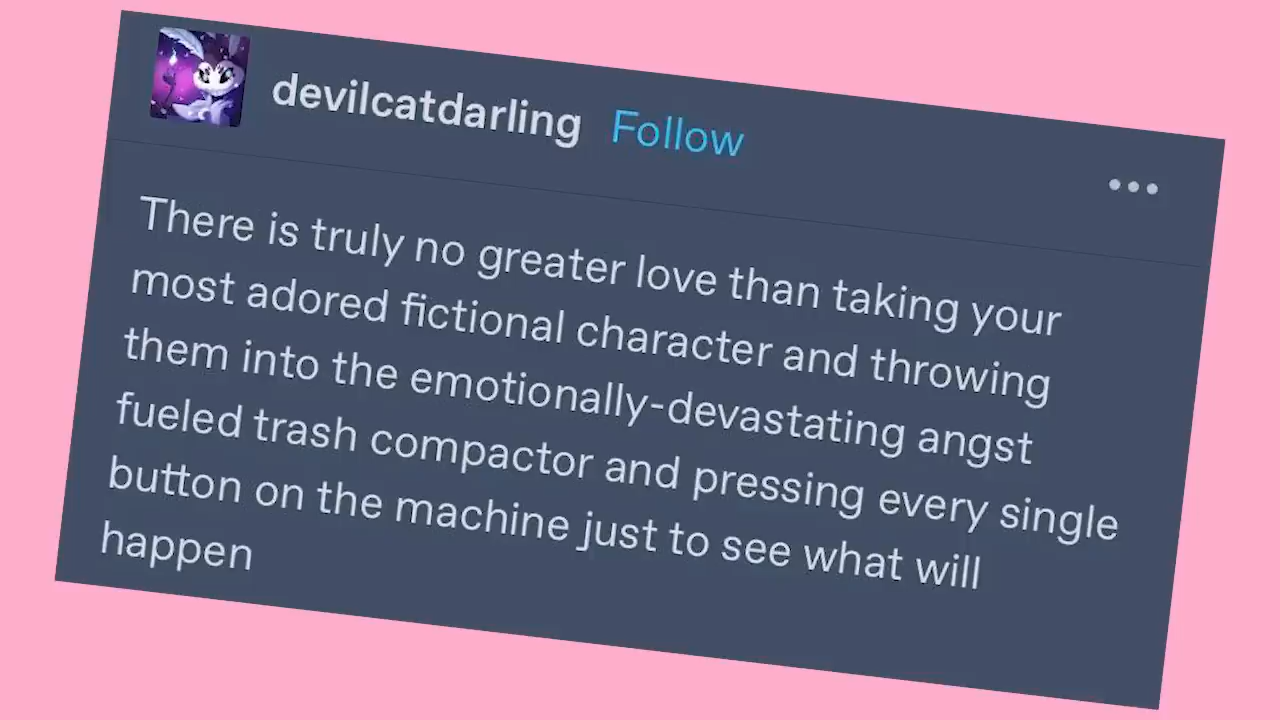 devilcatdarling Follow
There is truly no greater love than taking your
most adored fictional character and throwing
them into the emotionally-devastating angst
fueled trash compactor and pressing every single
button on the machine just to see what will
happen